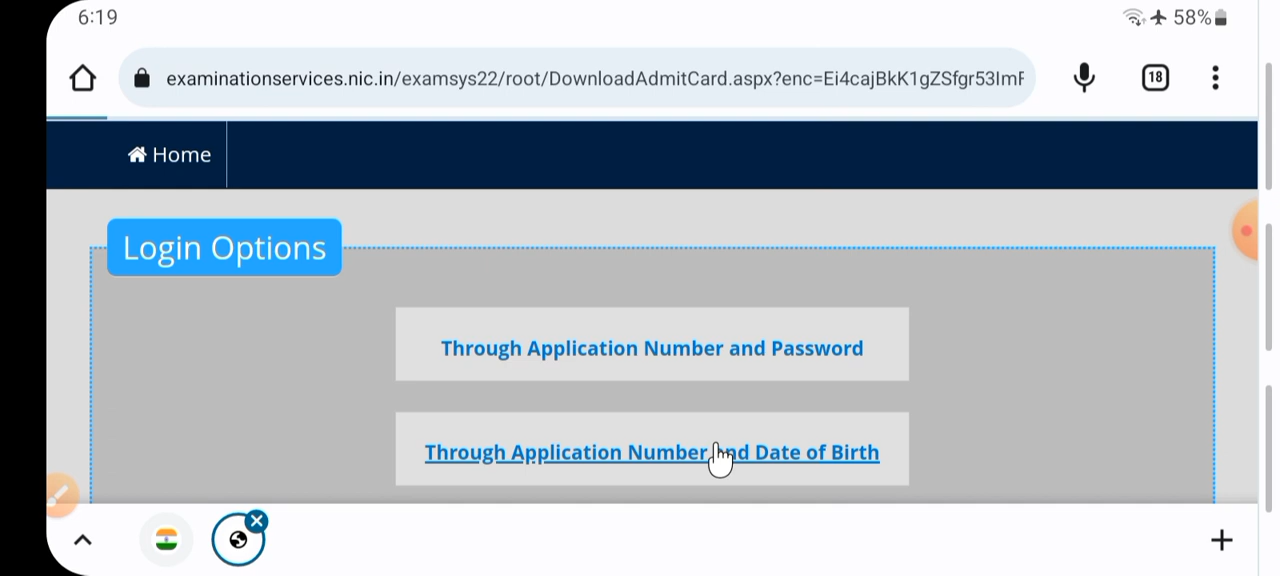 6:19
58%
examinationservices.nic.in/examsys22/root/DownloadAdmitCard.aspx?enc=Ei4cajBkK1gZSfgr53ImF
18
Home
Login Options
Through Application Number and Password
Through Application Number and Date of Birth